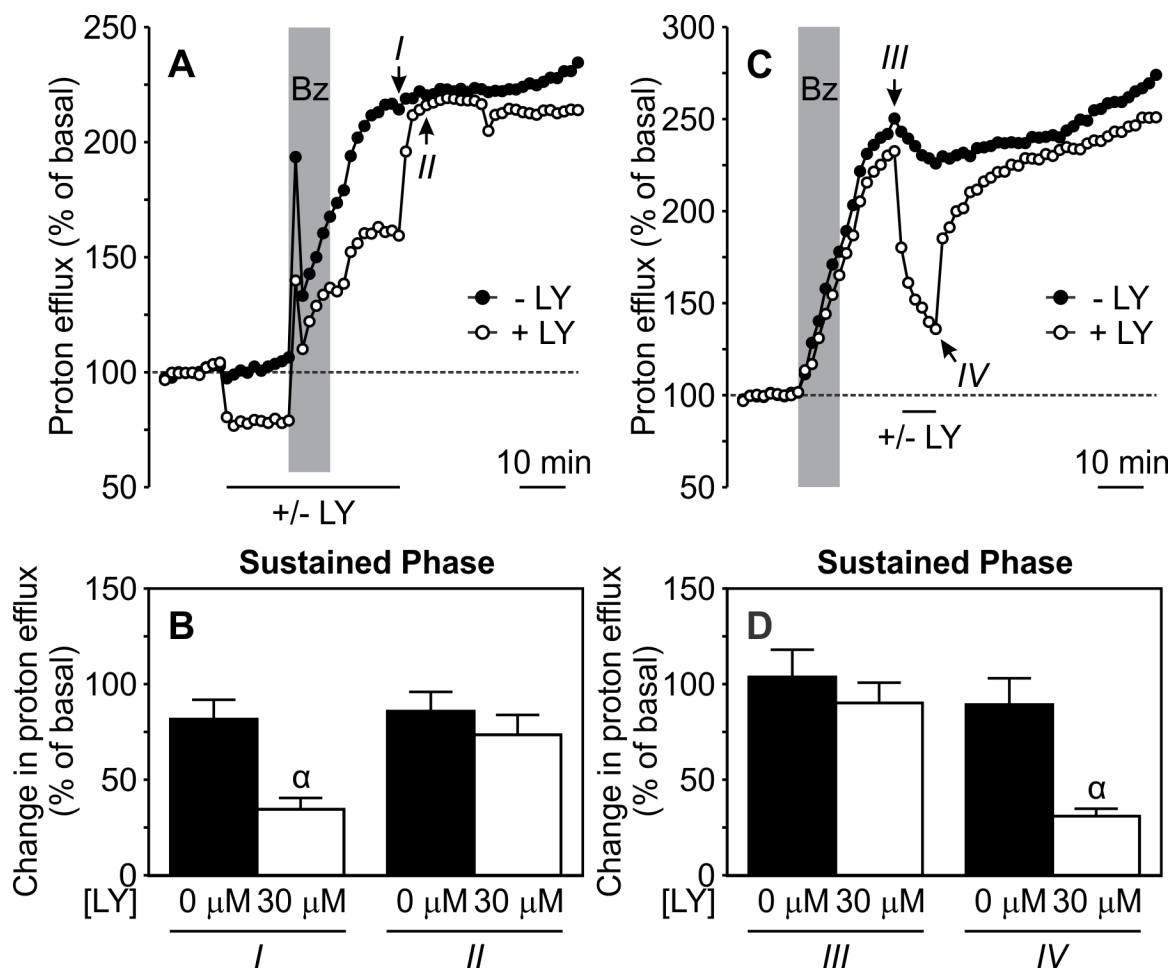 A
Proton efflux (% of basal)
250
200
150
100
50
Bz
I
II
- LY
+ LY
10 min
+/- LY
C
Proton efflux (% of basal)
300
250
200
150
100
50
Bz
III
IV
- LY
+ LY
+/- LY
10 min
Sustained Phase
B
Change in proton efflux
(% of basal)
150
100
50
0
α
[LY] 0 μM 30 μM 0 μM 30 μM
I II
Sustained Phase
D
Change in proton efflux
(% of basal)
150
100
50
0
α
[LY] 0 μM 30 μM 0 μM 30 μM
III IV